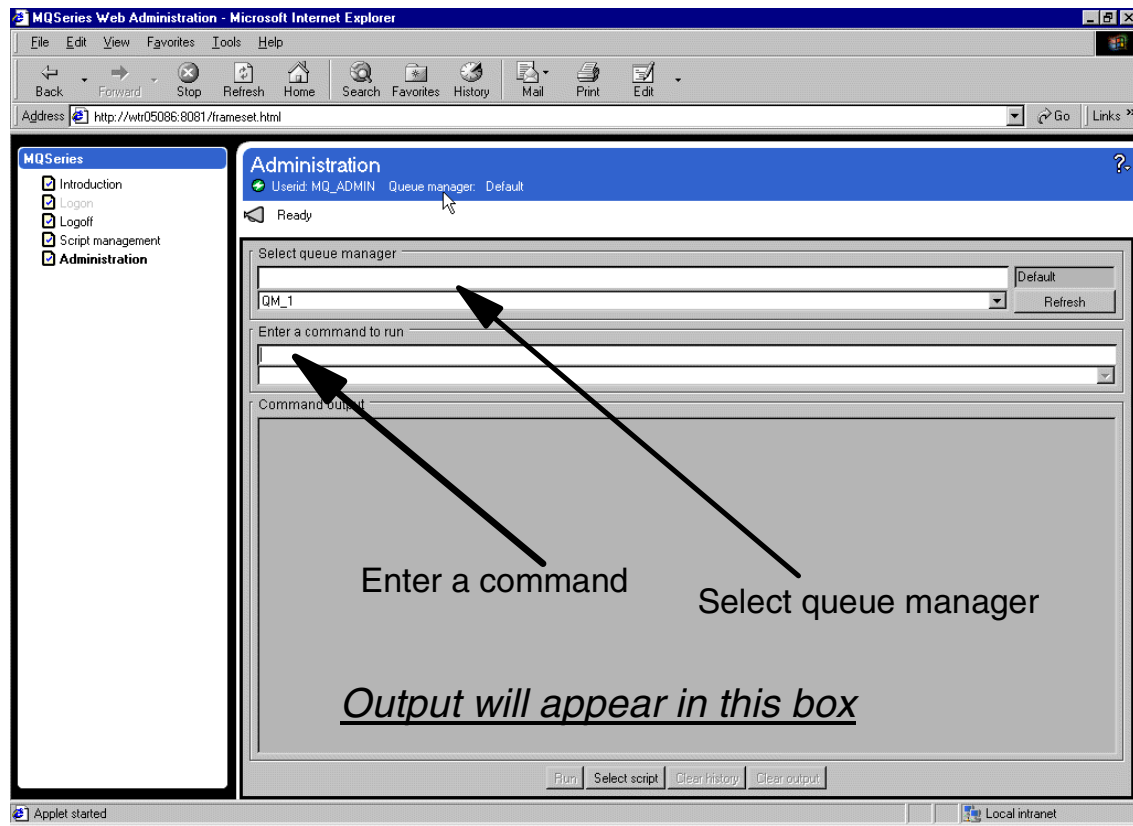 MQSeries Web Administration - Microsoft Internet Explorer
File Edit View Favorites Tools Help
Back Forward Stop Refresh Home Search Favorites History Mail Print Edit
Address http://wtr05086:8081/frameset.html Go Links »
MQSeries
Introduction
Logon
Logoff
Script management
Administration
Administration
Userid: MQ_ADMIN Queue manager: Default
?
Ready
Select queue manager
Default
QM_1
Refresh
Enter a command to run
Command output
Enter a command
Select queue manager
Output will appear in this box
Run Select script Clear history Clear output
Applet started Local intranet